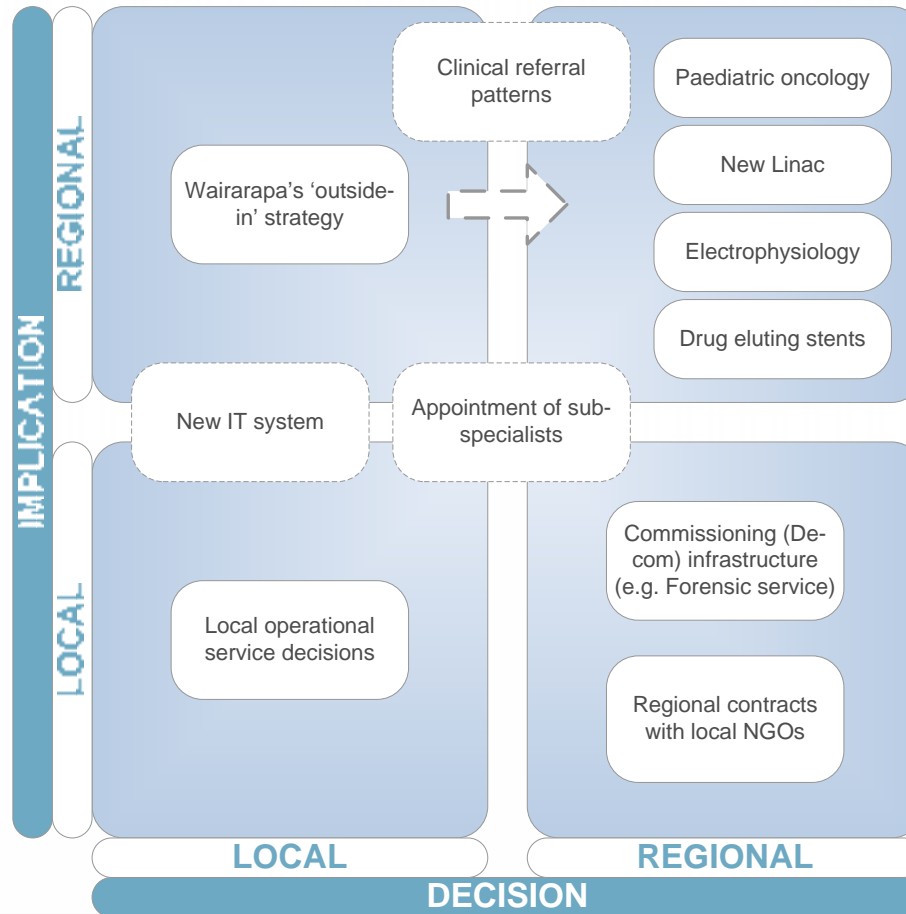 IMPLICATION
REGIONAL
LOCAL
Clinical referral
patterns
Paediatric oncology
New Linac
Wairarapa's ‘outside-
in’ strategy
Electrophysiology
Drug eluting stents
New IT system
Appointment of sub-
specialists
Commissioning (De-
com) infrastructure
(e.g. Forensic service)
Local operational
service decisions
Regional contracts
with local NGOs
LOCAL
REGIONAL
DECISION